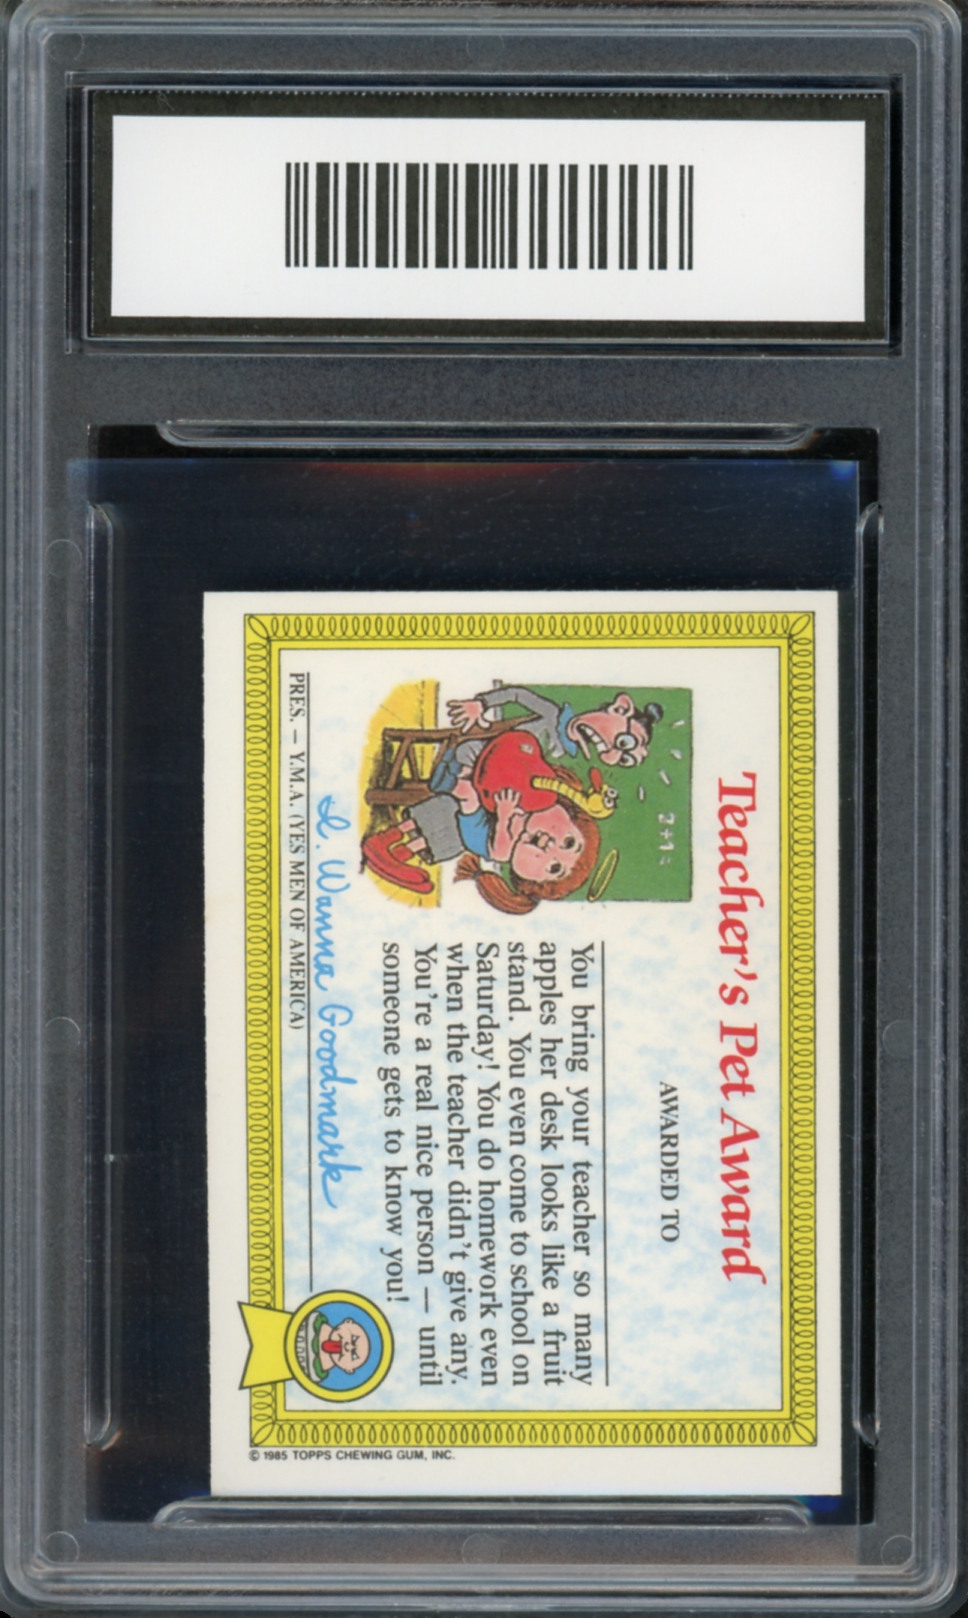 Teacher's Pet Award
AWARDED TO
2+1=
You bring your teacher so many
apples her desk looks like a fruit
stand. You even come to school on
Saturday! You do homework even
when the teacher didn't give any.
You're a real nice person — until
someone gets to know you!
I. Wanna Goodmark
PRES. — Y.M.A. (YES MEN OF AMERICA)
© 1985 TOPPS CHEWING GUM, INC.